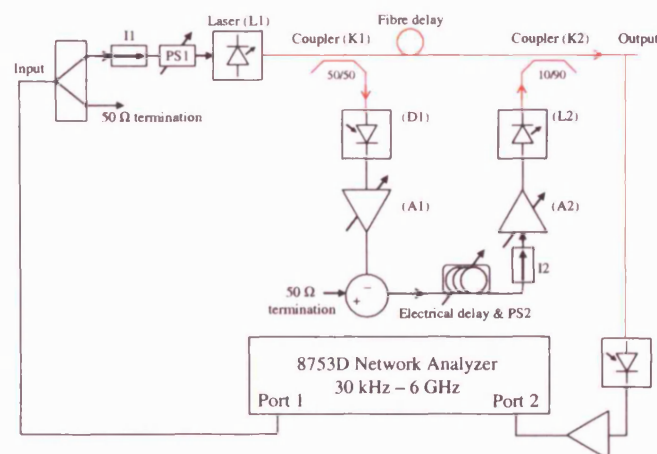 Laser (L1)
Fibre delay
I1
Coupler (K1)
Coupler (K2)
Output
Input
PS1
50/50
10/90
50 Ω termination
(D1)
(L2)
(A1)
(A2)
I2
50 Ω
termination
−
+
Electrical delay & PS2
8753D Network Analyzer
30 kHz – 6 GHz
Port 1
Port 2